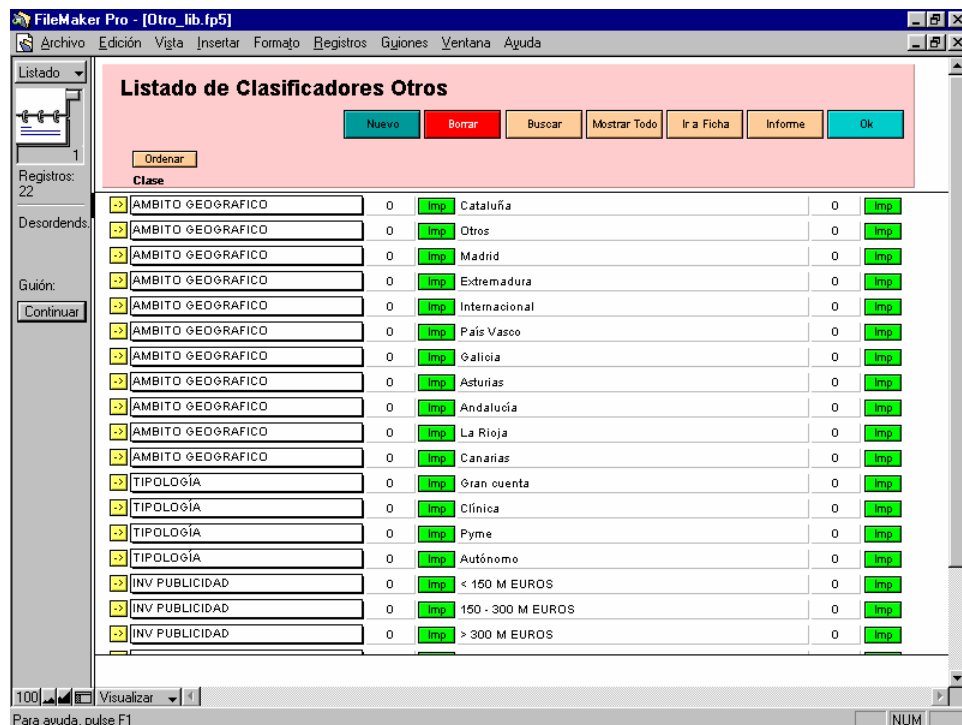 FileMaker Pro - [Otro_lib.fp5]
Archivo Edición Vista Insertar Formato Registros Guiones Ventana Ayuda
Listado
Listado de Clasificadores Otros
Nuevo Borrar Buscar Mostrar Todo Ir a Ficha Informe Ok
1
Ordenar
Registros:
22
Clase
Desordends.
Guión:
Continuar
-> AMBITO GEOGRAFICO 0 Imp Cataluña 0 Imp
-> AMBITO GEOGRAFICO 0 Imp Otros 0 Imp
-> AMBITO GEOGRAFICO 0 Imp Madrid 0 Imp
-> AMBITO GEOGRAFICO 0 Imp Extremadura 0 Imp
-> AMBITO GEOGRAFICO 0 Imp Internacional 0 Imp
-> AMBITO GEOGRAFICO 0 Imp País Vasco 0 Imp
-> AMBITO GEOGRAFICO 0 Imp Galicia 0 Imp
-> AMBITO GEOGRAFICO 0 Imp Asturias 0 Imp
-> AMBITO GEOGRAFICO 0 Imp Andalucía 0 Imp
-> AMBITO GEOGRAFICO 0 Imp La Rioja 0 Imp
-> AMBITO GEOGRAFICO 0 Imp Canarias 0 Imp
-> TIPOLOGÍA 0 Imp Gran cuenta 0 Imp
-> TIPOLOGÍA 0 Imp Clínica 0 Imp
-> TIPOLOGÍA 0 Imp Pyme 0 Imp
-> TIPOLOGÍA 0 Imp Autónomo 0 Imp
-> INV PUBLICIDAD 0 Imp < 150 M EUROS 0 Imp
-> INV PUBLICIDAD 0 Imp 150 - 300 M EUROS 0 Imp
-> INV PUBLICIDAD 0 Imp > 300 M EUROS 0 Imp
100 Visualizar
Para ayuda, pulse F1 NUM